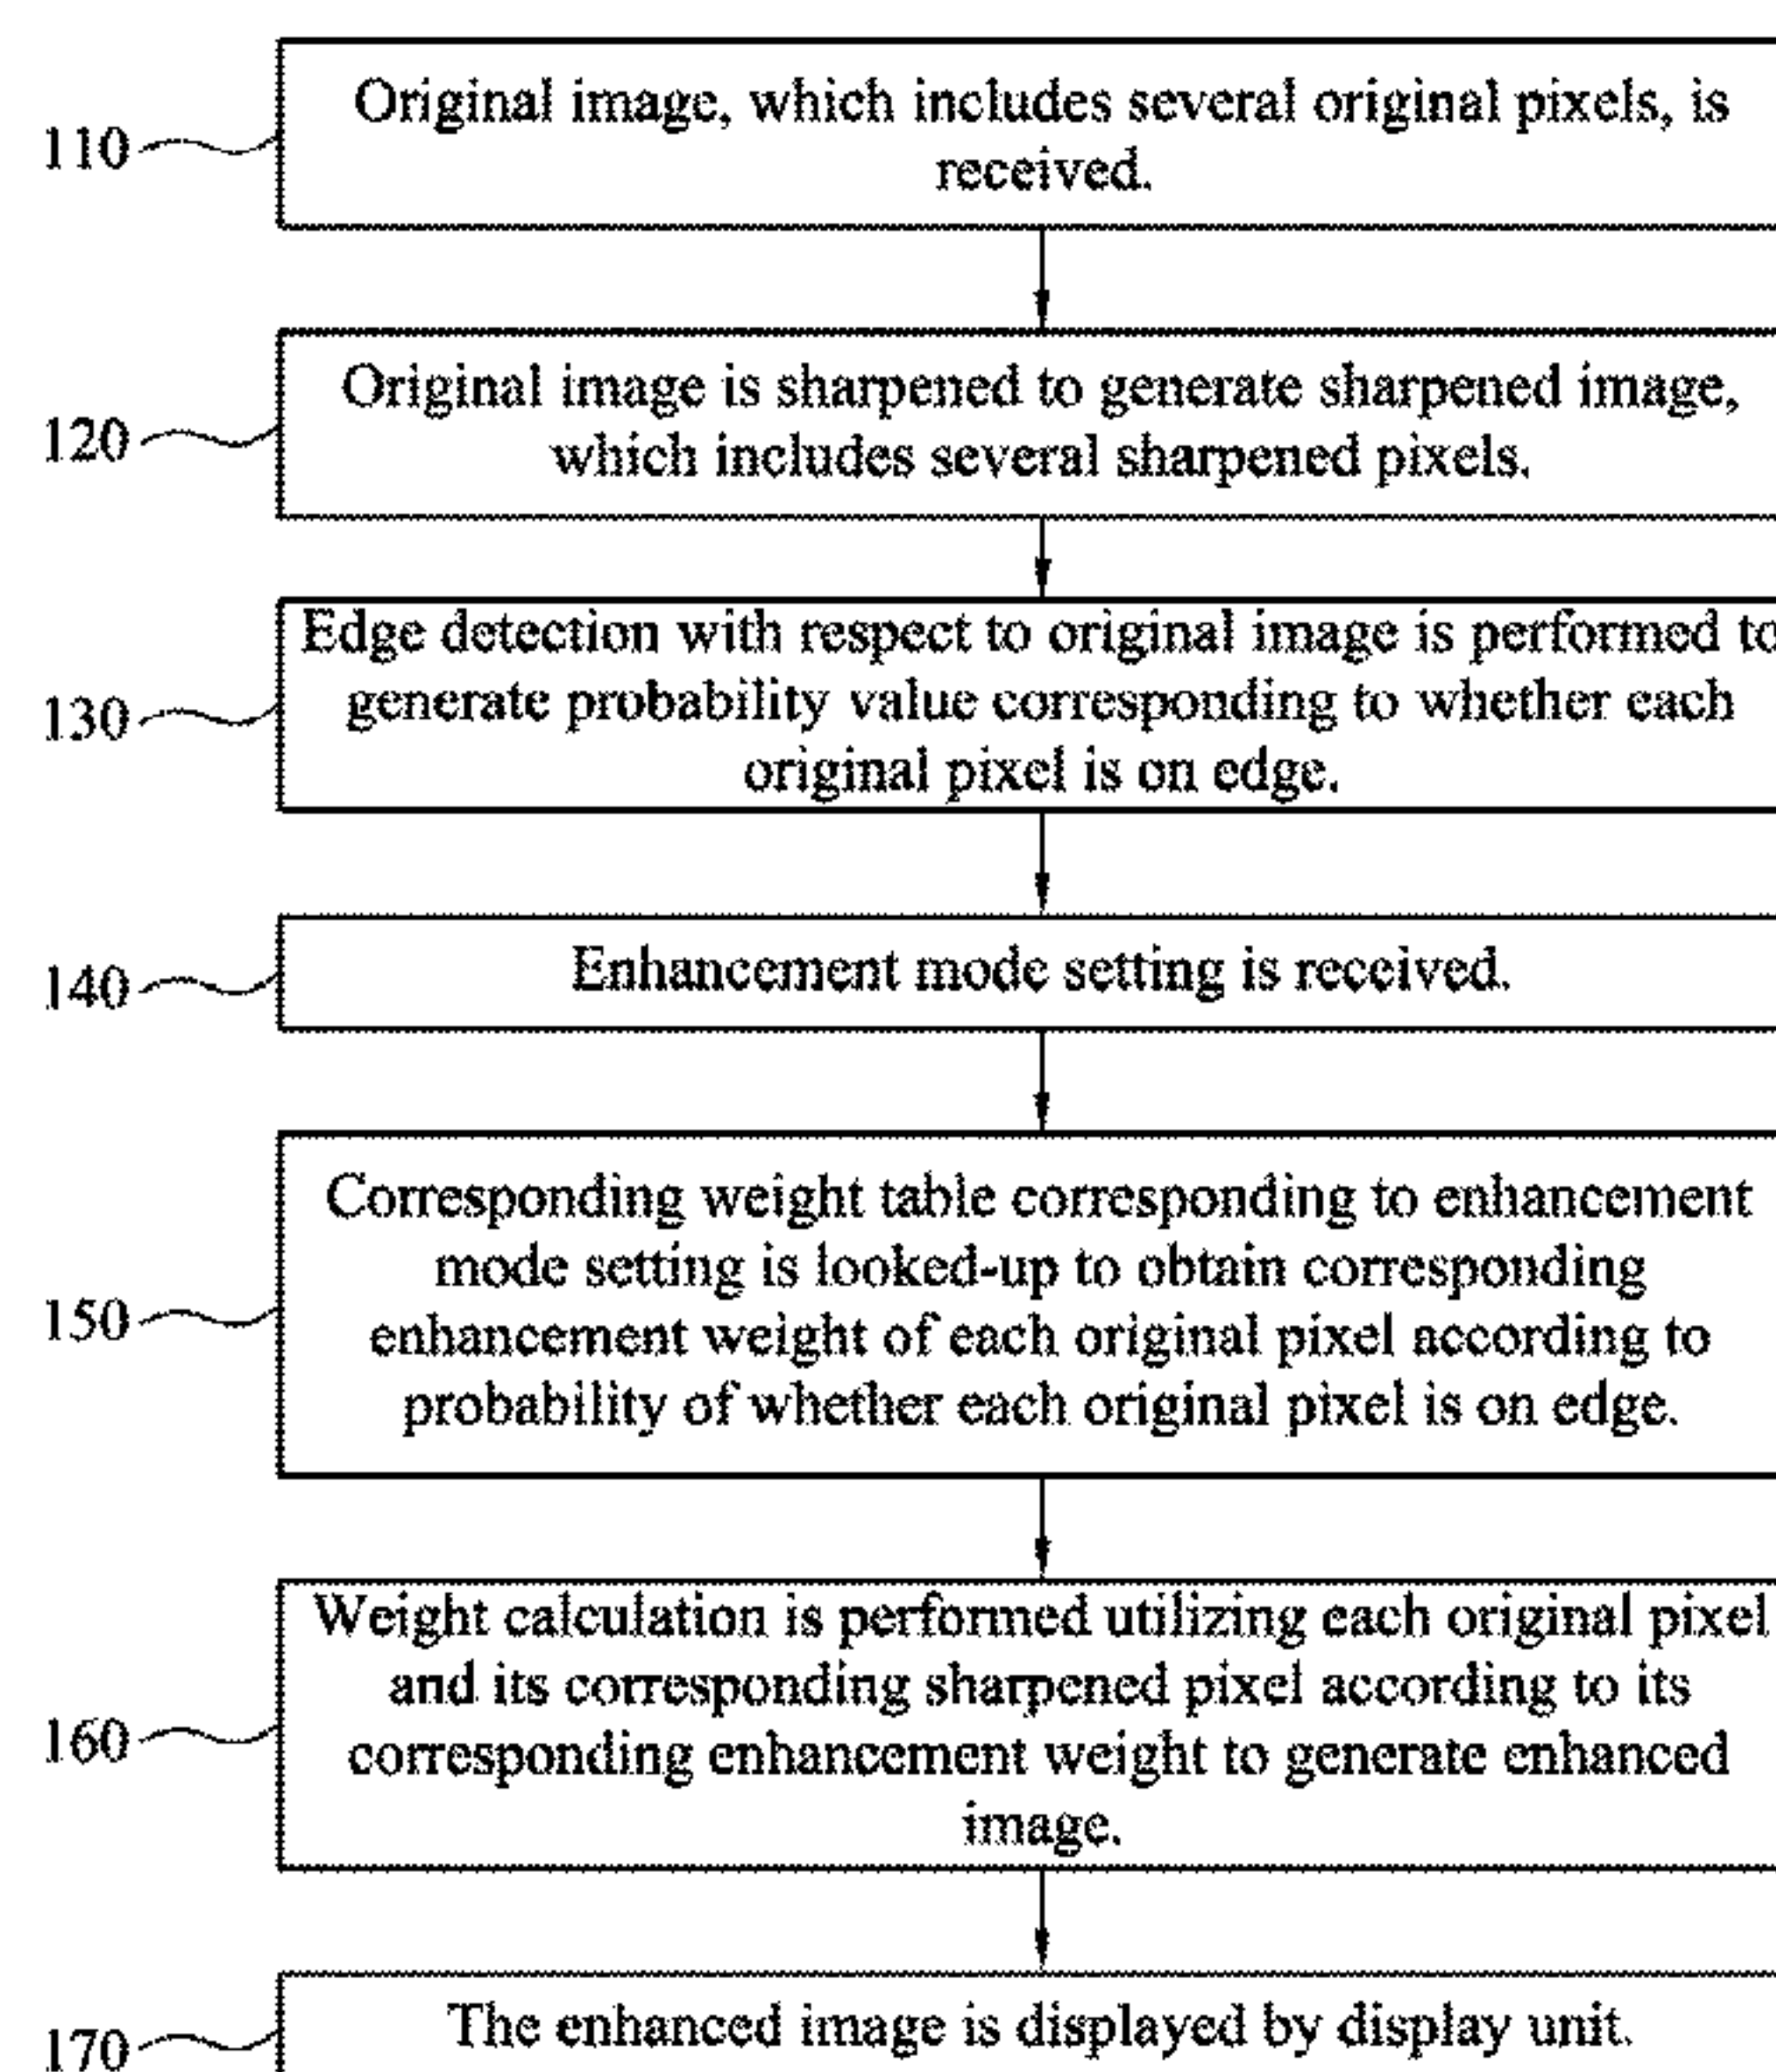 Original image, which includes several original pixels, is
110
received.
Original image is sharpened to generate sharpened image,
120
which includes several sharpened pixels.
Edge detection with respect to original image is performed to
130
generate probability value corresponding to whether each
original pixel is on edge.
140
Enhancement mode setting is received.
Corresponding weight table corresponding to enhancement
mode setting is looked-up to obtain corresponding
150
enhancement weight of each original pixel according to
probability of whether each original pixel is on edge.
Weight calculation is performed utilizing each original pixel
and its corresponding sharpened pixel according to its
160
corresponding enhancement weight to generate enhanced
image.
170
The enhanced image is displayed by display unit.